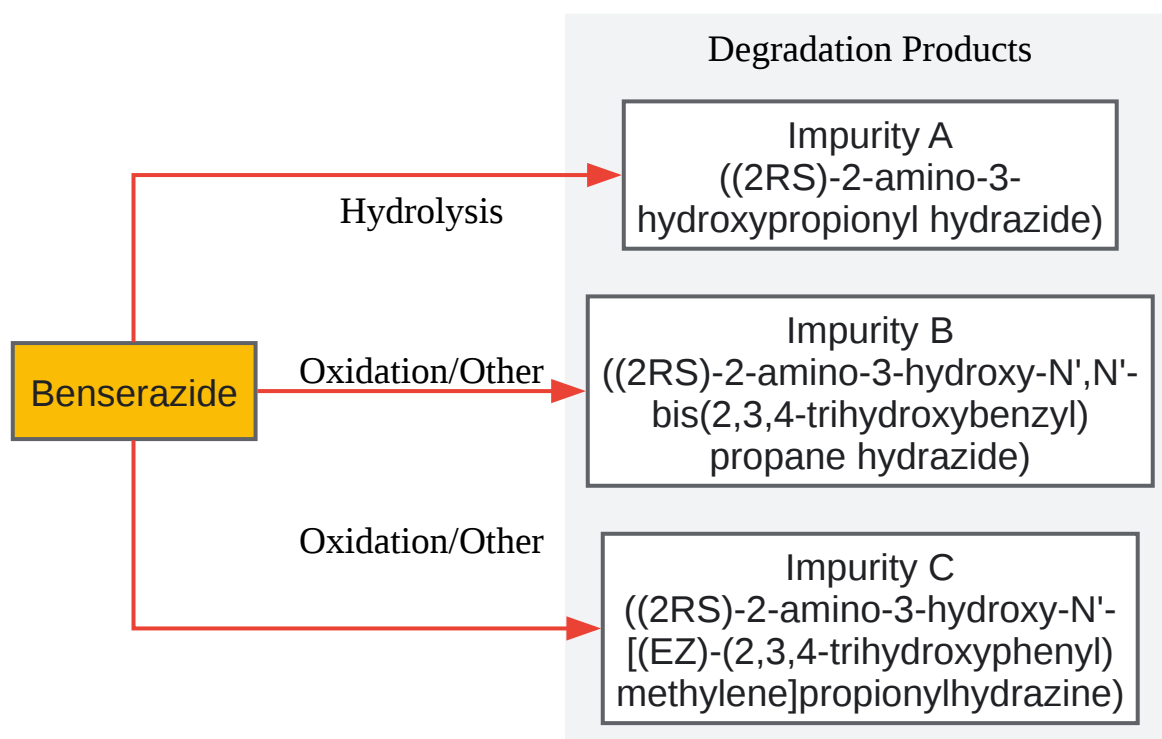 Degradation Products
Impurity A
((2RS)-2-amino-3-
hydroxypropionyl hydrazide)
Hydrolysis
Impurity B
((2RS)-2-amino-3-hydroxy-N',N'-
bis(2,3,4-trihydroxybenzyl)
propane hydrazide)
Oxidation/Other
Benserazide
Oxidation/Other
Impurity C
((2RS)-2-amino-3-hydroxy-N'-
[(EZ)-(2,3,4-trihydroxyphenyl)
methylene]propionylhydrazine)